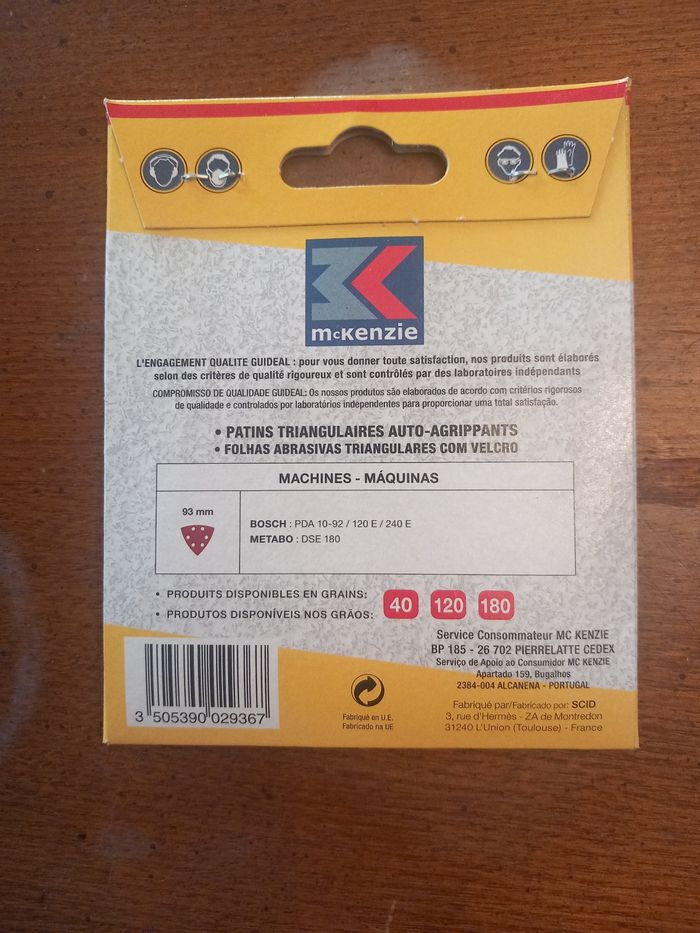 McKenzie
L'ENGAGEMENT QUALITE GUIDEAL : pour vous donner toute satisfaction, nos produits sont élaborés
selon des critères de qualité rigoureux et sont contrôlés par des laboratoires indépendants
COMPROMISSO DE QUALIDADE GUIDEAL: Os nossos produtos são elaborados de acordo com critérios rigorosos
de qualidade e controlados por laboratórios independentes para proporcionar uma total satisfação.
• PATINS TRIANGULAIRES AUTO-AGRIPPANTS
• FOLHAS ABRASIVAS TRIANGULARES COM VELCRO
MACHINES - MÁQUINAS
93 mm
BOSCH : PDA 10-92 / 120 E / 240 E
METABO : DSE 180
• PRODUITS DISPONIBLES EN GRAINS:
• PRODUTOS DISPONÍVEIS NOS GRÃOS:
40 120 180
Service Consommateur MC KENZIE
BP 185 - 26 702 PIERRELATTE CEDEX
Serviço de Apoio ao Consumidor MC KENZIE
Apartado 159, Bugalhos
2384-004 ALCANENA - PORTUGAL
3 505390 029367
Fabriqué en U.E.
Fabricado na UE
Fabriqué par/Fabricado por: SCID
3, rue d'Hermès - ZA de Montredon
31240 L'Union (Toulouse) - France